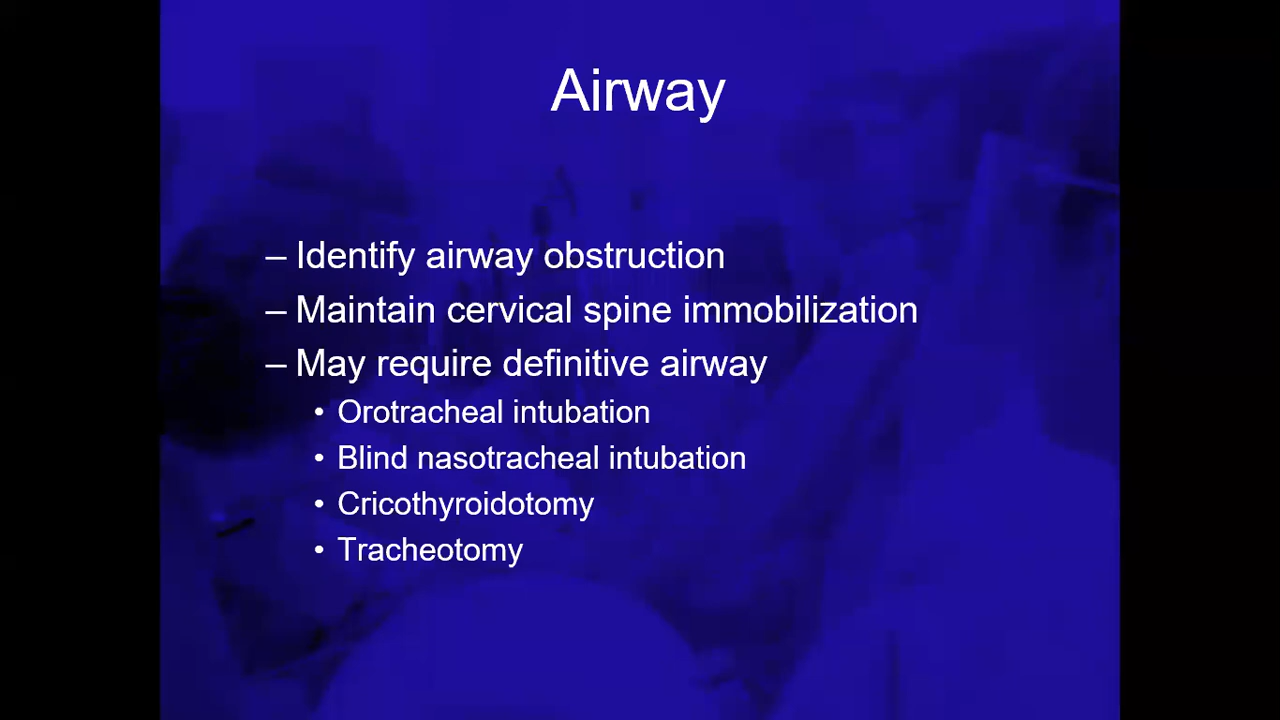 Airway
– Identify airway obstruction
– Maintain cervical spine immobilization
– May require definitive airway
• Orotracheal intubation
• Blind nasotracheal intubation
• Cricothyroidotomy
• Tracheotomy